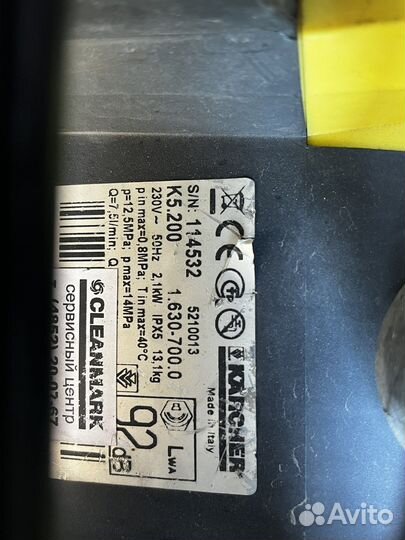 KARCHER
Made in Italy
S/N: 114532 5210013
K5.200 1.630-700.0
230V~ 50Hz 2,1kW IPX5 13,1kg
p in max=0,8MPa; T in max=40°C
p=12,5MPa; p max=14MPa
Q=7,5l/min; Q
LWA
92
dB
CLEANMARK
сервисный центр
Avito